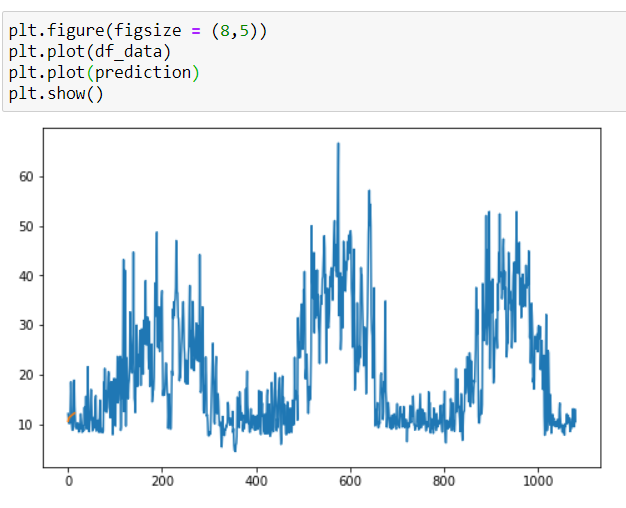 plt.figure(figsize = (8,5))
plt.plot(df_data)
plt.plot(prediction)
plt.show()
60
50
40
30
20
10
0 200 400 600 800 1000